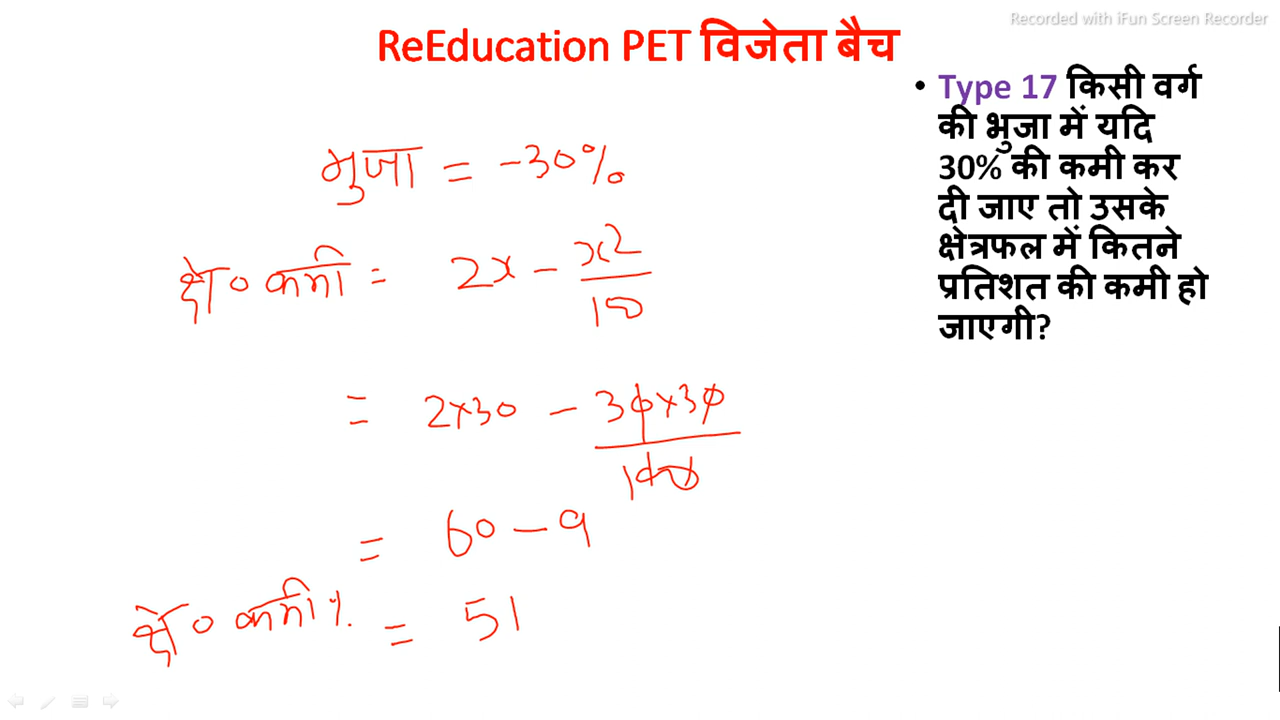 Recorded with iFun Screen Recorder
ReEducation PET विजेता बैच
• Type 17 किसी वर्ग
की भुजा में यदि
30% की कमी कर
दी जाए तो उसके
क्षेत्रफल में कितने
प्रतिशत की कमी हो
जाएगी?
भुजा = -30%
क्षे० कमी = 2x - x²/100
= 2×30 - 30×30/100
= 60 - 9
क्षे० कमी% = 51